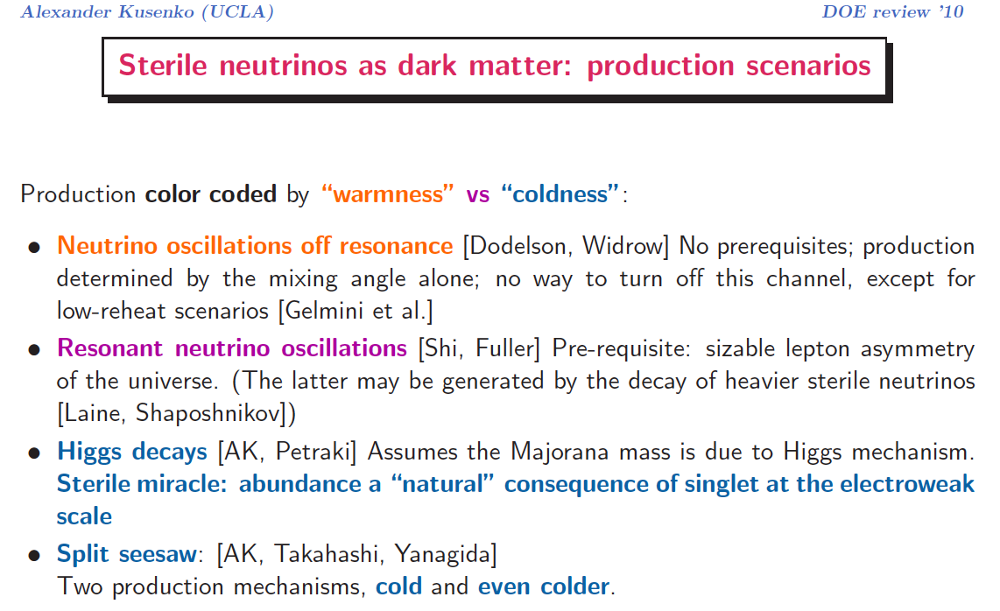 Alexander Kusenko (UCLA) DOE review '10
Sterile neutrinos as dark matter: production scenarios
Production color coded by “warmness” vs “coldness”:
• Neutrino oscillations off resonance [Dodelson, Widrow] No prerequisites; production
determined by the mixing angle alone; no way to turn off this channel, except for
low-reheat scenarios [Gelmini et al.]
• Resonant neutrino oscillations [Shi, Fuller] Pre-requisite: sizable lepton asymmetry
of the universe. (The latter may be generated by the decay of heavier sterile neutrinos
[Laine, Shaposhnikov])
• Higgs decays [AK, Petraki] Assumes the Majorana mass is due to Higgs mechanism.
Sterile miracle: abundance a “natural” consequence of singlet at the electroweak
scale
• Split seesaw: [AK, Takahashi, Yanagida]
Two production mechanisms, cold and even colder.